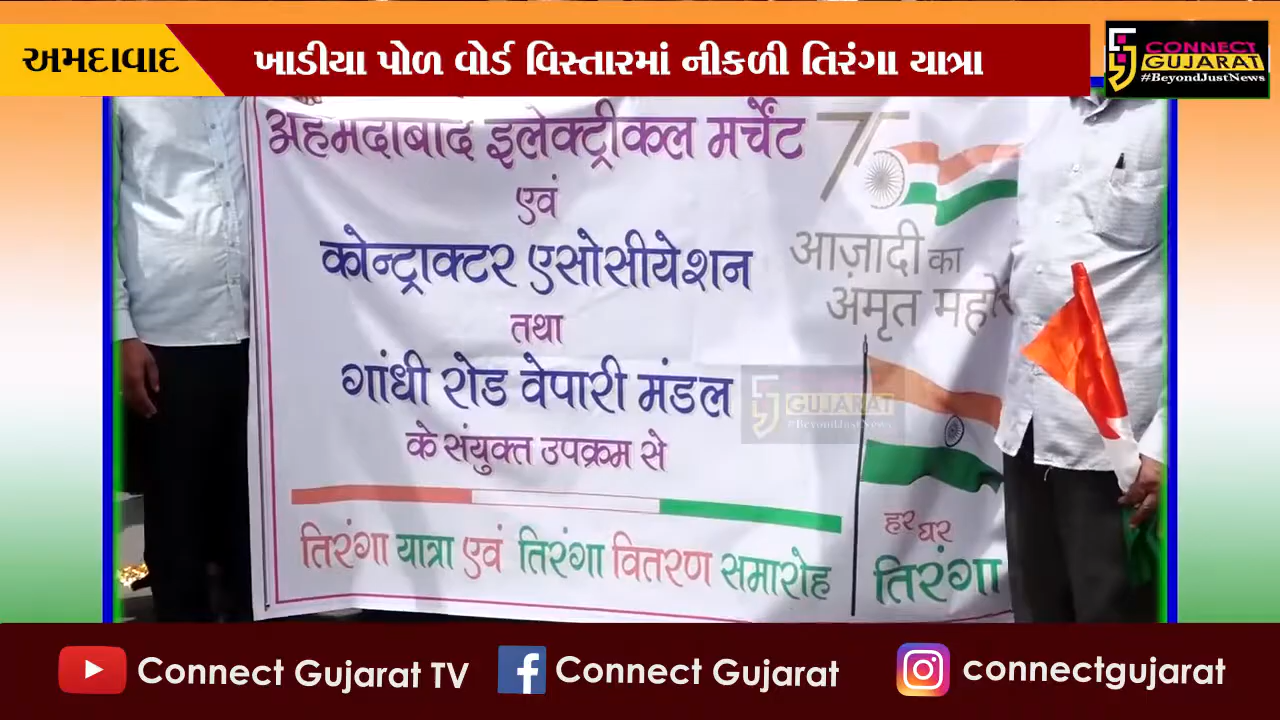 અમદાવાદ
ખાડીયા પોળ વોર્ડ વિસ્તારમાં નીકળી તિરંગા યાત્રા
CONNECT
GUJARAT
#BeyondJustNews
अहमदाबाद इलेक्ट्रीकल मर्चेंट
एवं
कोन्ट्राक्टर एसोसीयेशन
तथा
गांधी रोड वेपारी मंडल
के संयुक्त उपक्रम से
तिरंगा यात्रा एवं तिरंगा वितरण समारोह
75
आज़ादी का
अमृत
हर घर
तिरंगा
GUJARAT
#BeyondJustNews
Connect Gujarat TV
Connect Gujarat
connectgujarat